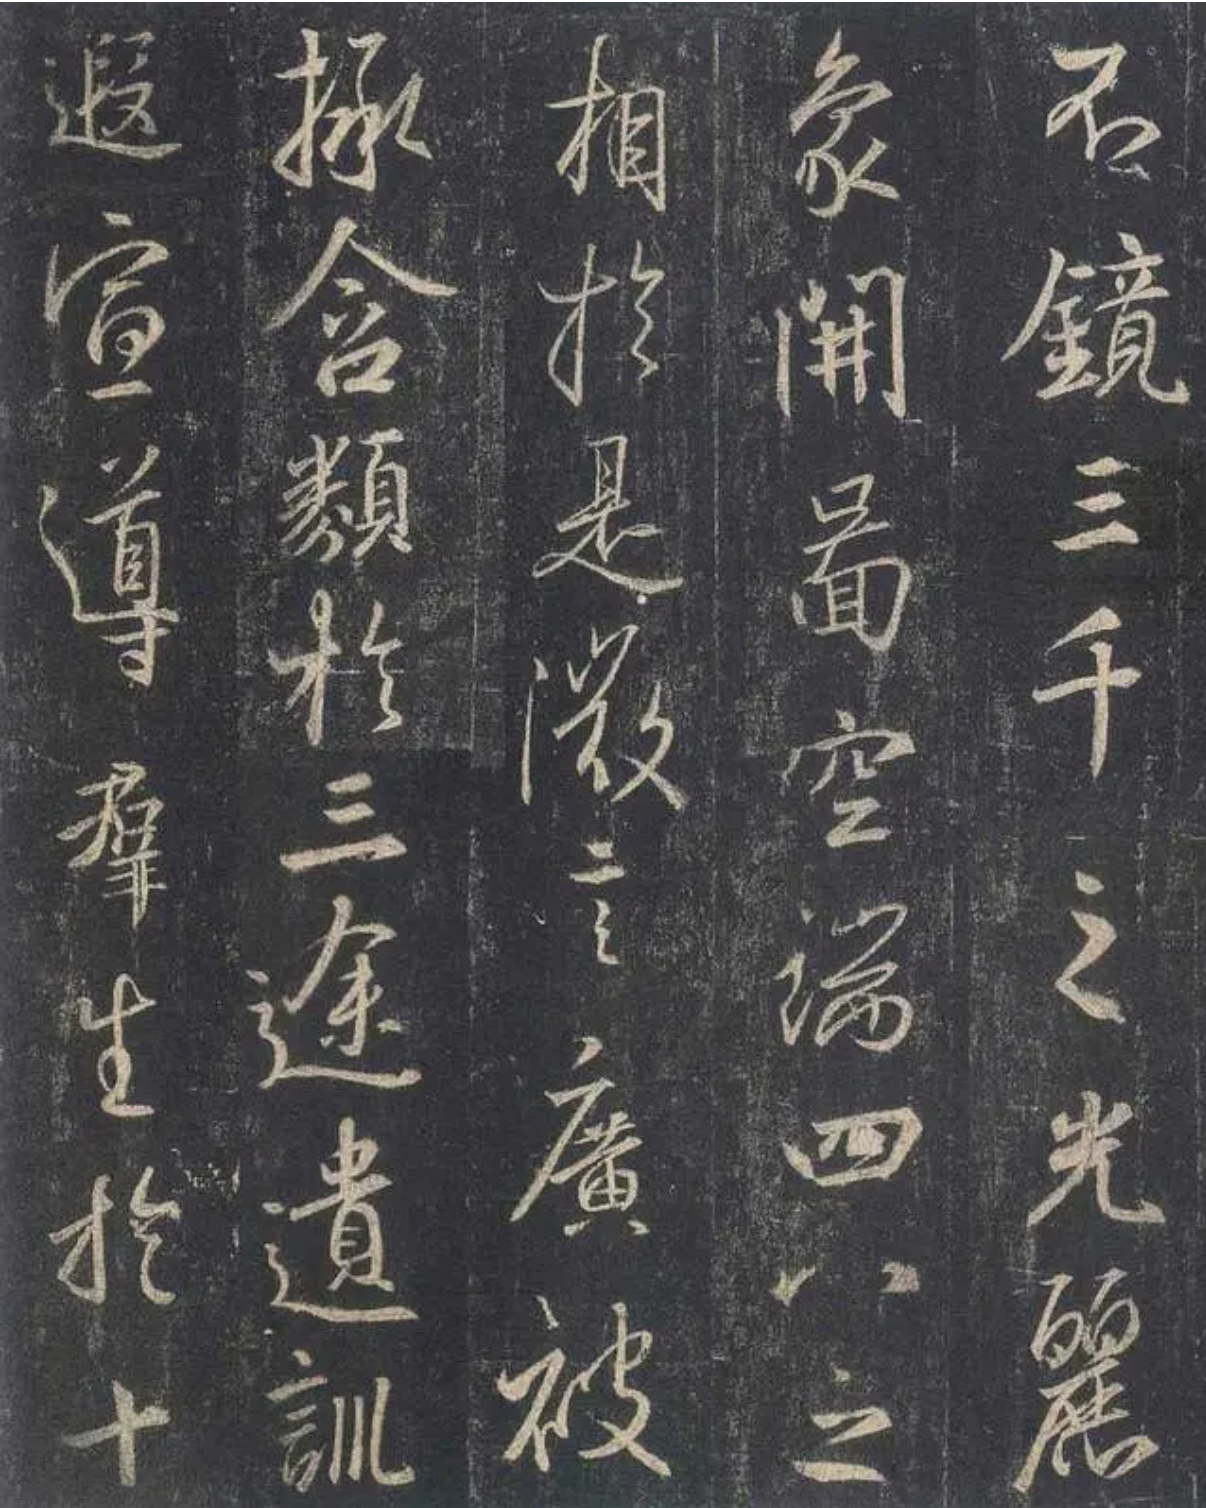 不鏡三千之光麗
象開圖空端四八之
相於是微言廣被
拯含類於三途遺訓
遐宣導羣生於十